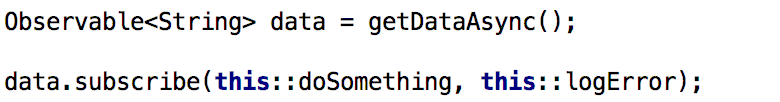 Observable<String> data = getDataAsync();
data.subscribe(this::doSomething, this::logError);